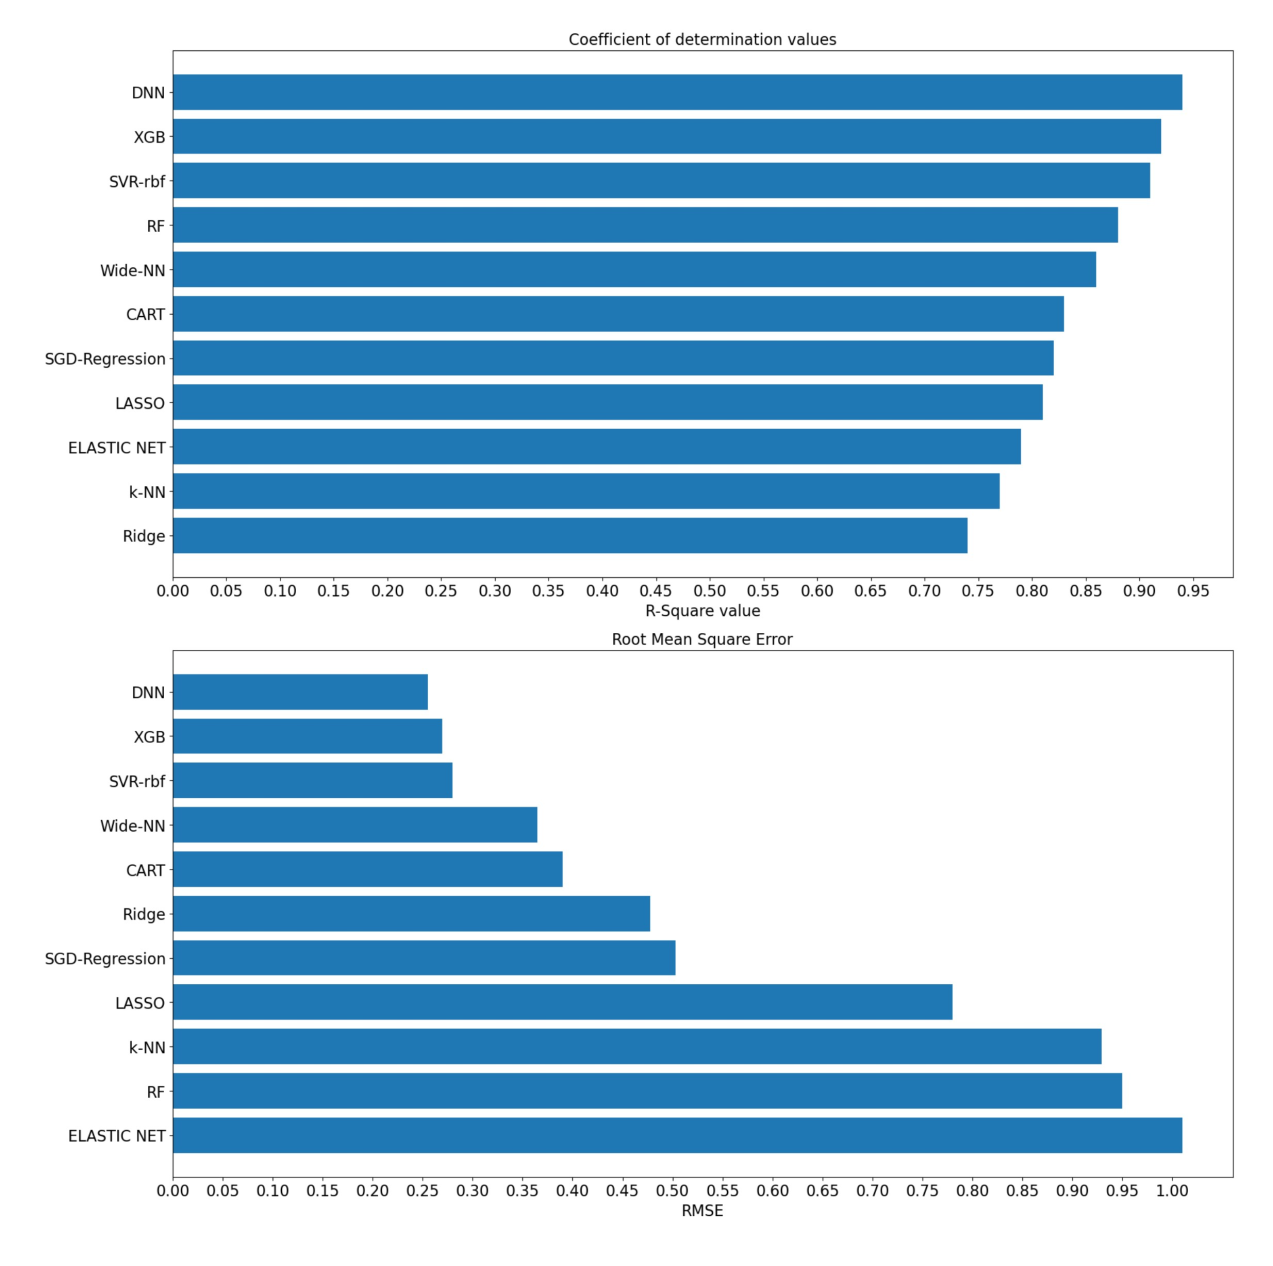 Coefficient of determination values
DNN
XGB
SVR-rbf
RF
Wide-NN
CART
SGD-Regression
LASSO
ELASTIC NET
k-NN
Ridge
0.00 0.05 0.10 0.15 0.20 0.25 0.30 0.35 0.40 0.45 0.50 0.55 0.60 0.65 0.70 0.75 0.80 0.85 0.90 0.95
R-Square value
Root Mean Square Error
DNN
XGB
SVR-rbf
Wide-NN
CART
Ridge
SGD-Regression
LASSO
k-NN
RF
ELASTIC NET
0.00 0.05 0.10 0.15 0.20 0.25 0.30 0.35 0.40 0.45 0.50 0.55 0.60 0.65 0.70 0.75 0.80 0.85 0.90 0.95 1.00
RMSE